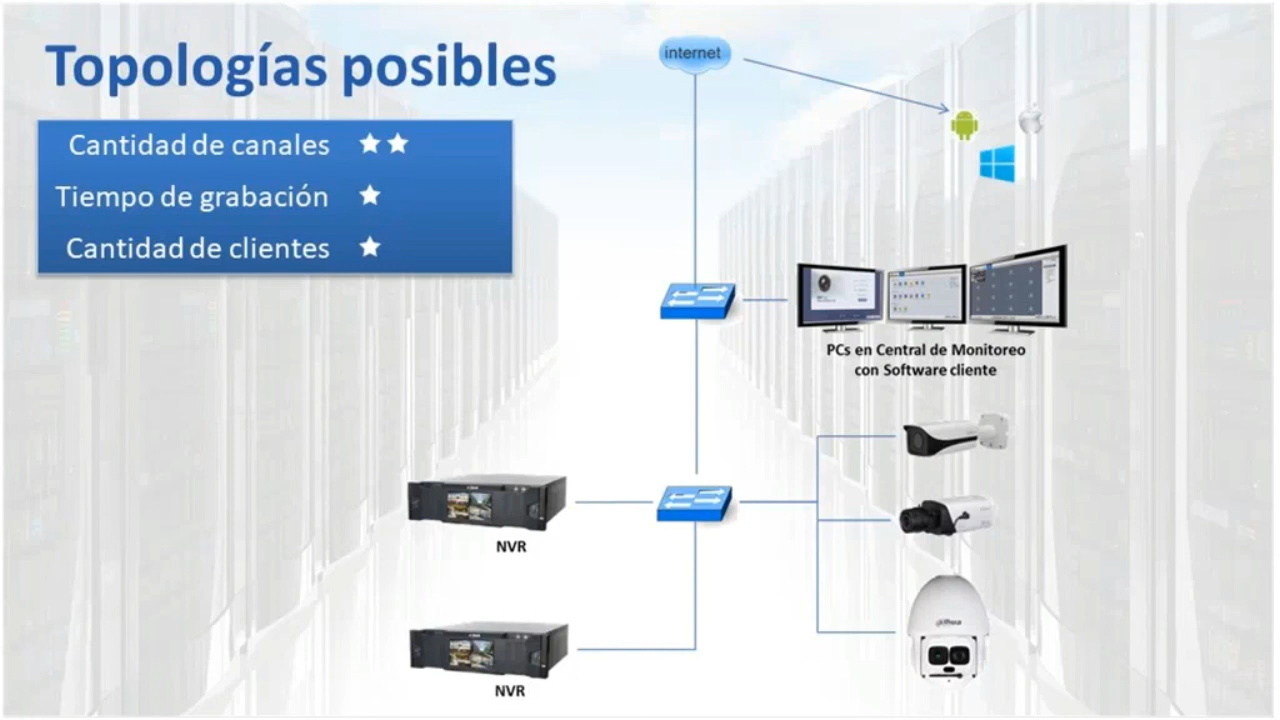 Topologías posibles
Cantidad de canales
Tiempo de grabación
Cantidad de clientes
internet
PCs en Central de Monitoreo
con Software cliente
NVR
NVR
alhua